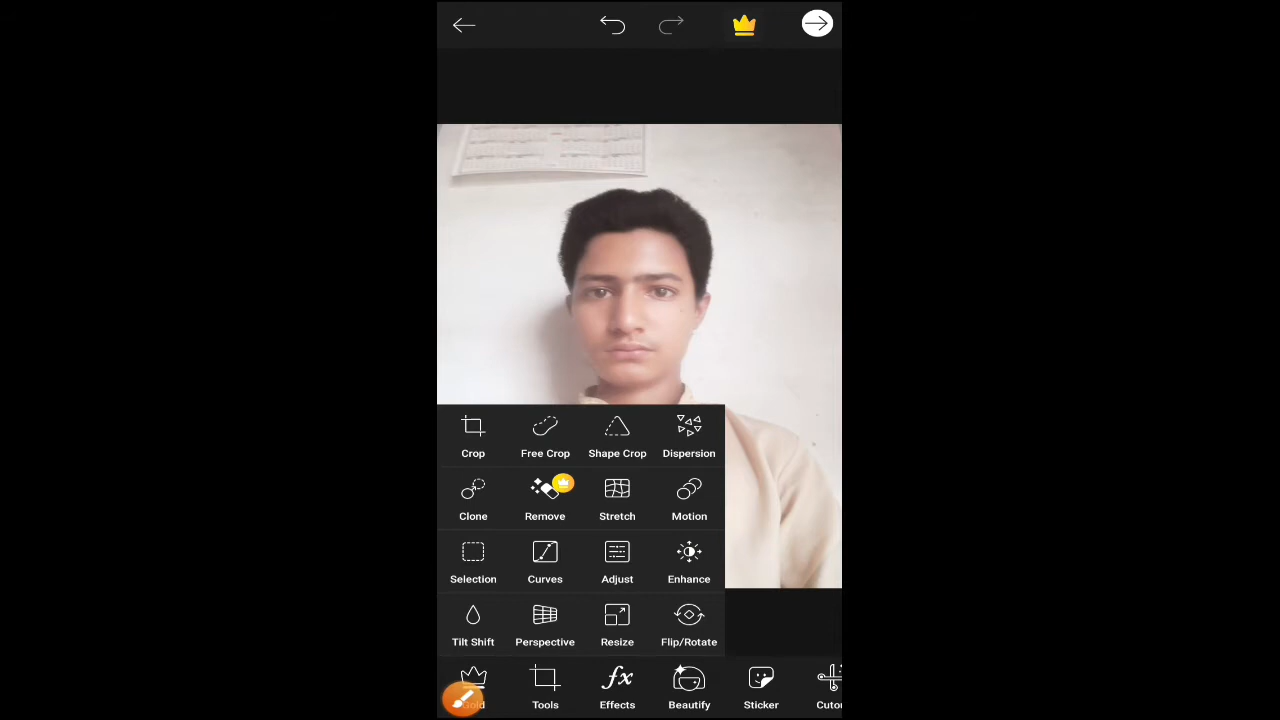 Crop Free Crop Shape Crop Dispersion
Clone Remove Stretch Motion
Selection Curves Adjust Enhance
Tilt Shift Perspective Resize Flip/Rotate
Tools Effects Beautify Sticker